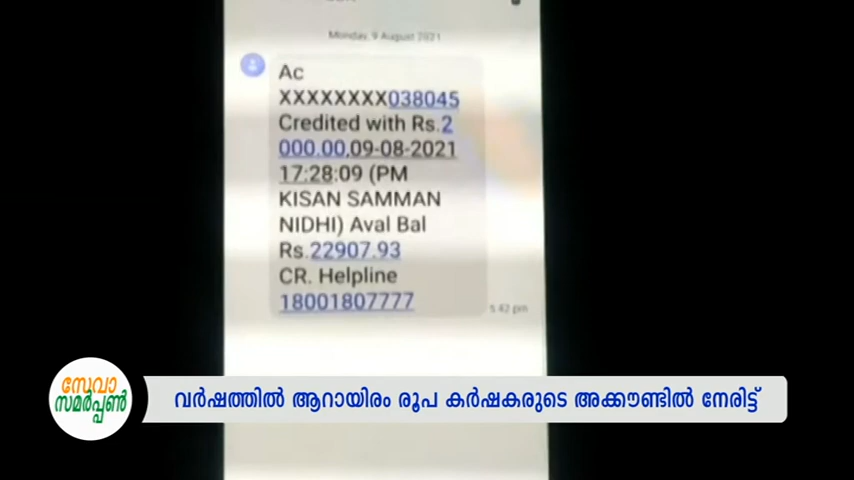 Monday, 9 August 2021
Ac
XXXXXXXX038045
Credited with Rs.2
000.00,09-08-2021
17:28:09 (PM
KISAN SAMMAN
NIDHI) Aval Bal
Rs.22907.93
CR. Helpline
18001807777
5:42 pm
സേവാ
സമർപ്പൺ
വർഷത്തിൽ ആറായിരം രൂപ കർഷകരുടെ അക്കൗണ്ടിൽ നേരിട്ട്